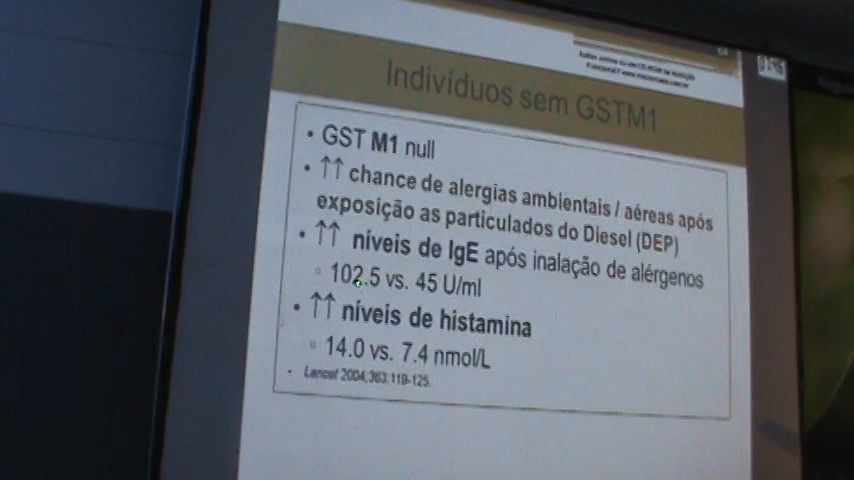 Indivíduos sem GSTM1
• GST M1 null
• ↑↑ chance de alergias ambientais / aéreas após
exposição as particulados do Diesel (DEP)
• ↑↑ níveis de IgE após inalação de alérgenos
▫ 102.5 vs. 45 U/ml
• ↑↑ níveis de histamina
▫ 14.0 vs. 7.4 nmol/L
• Lancet 2004;363:119-125.